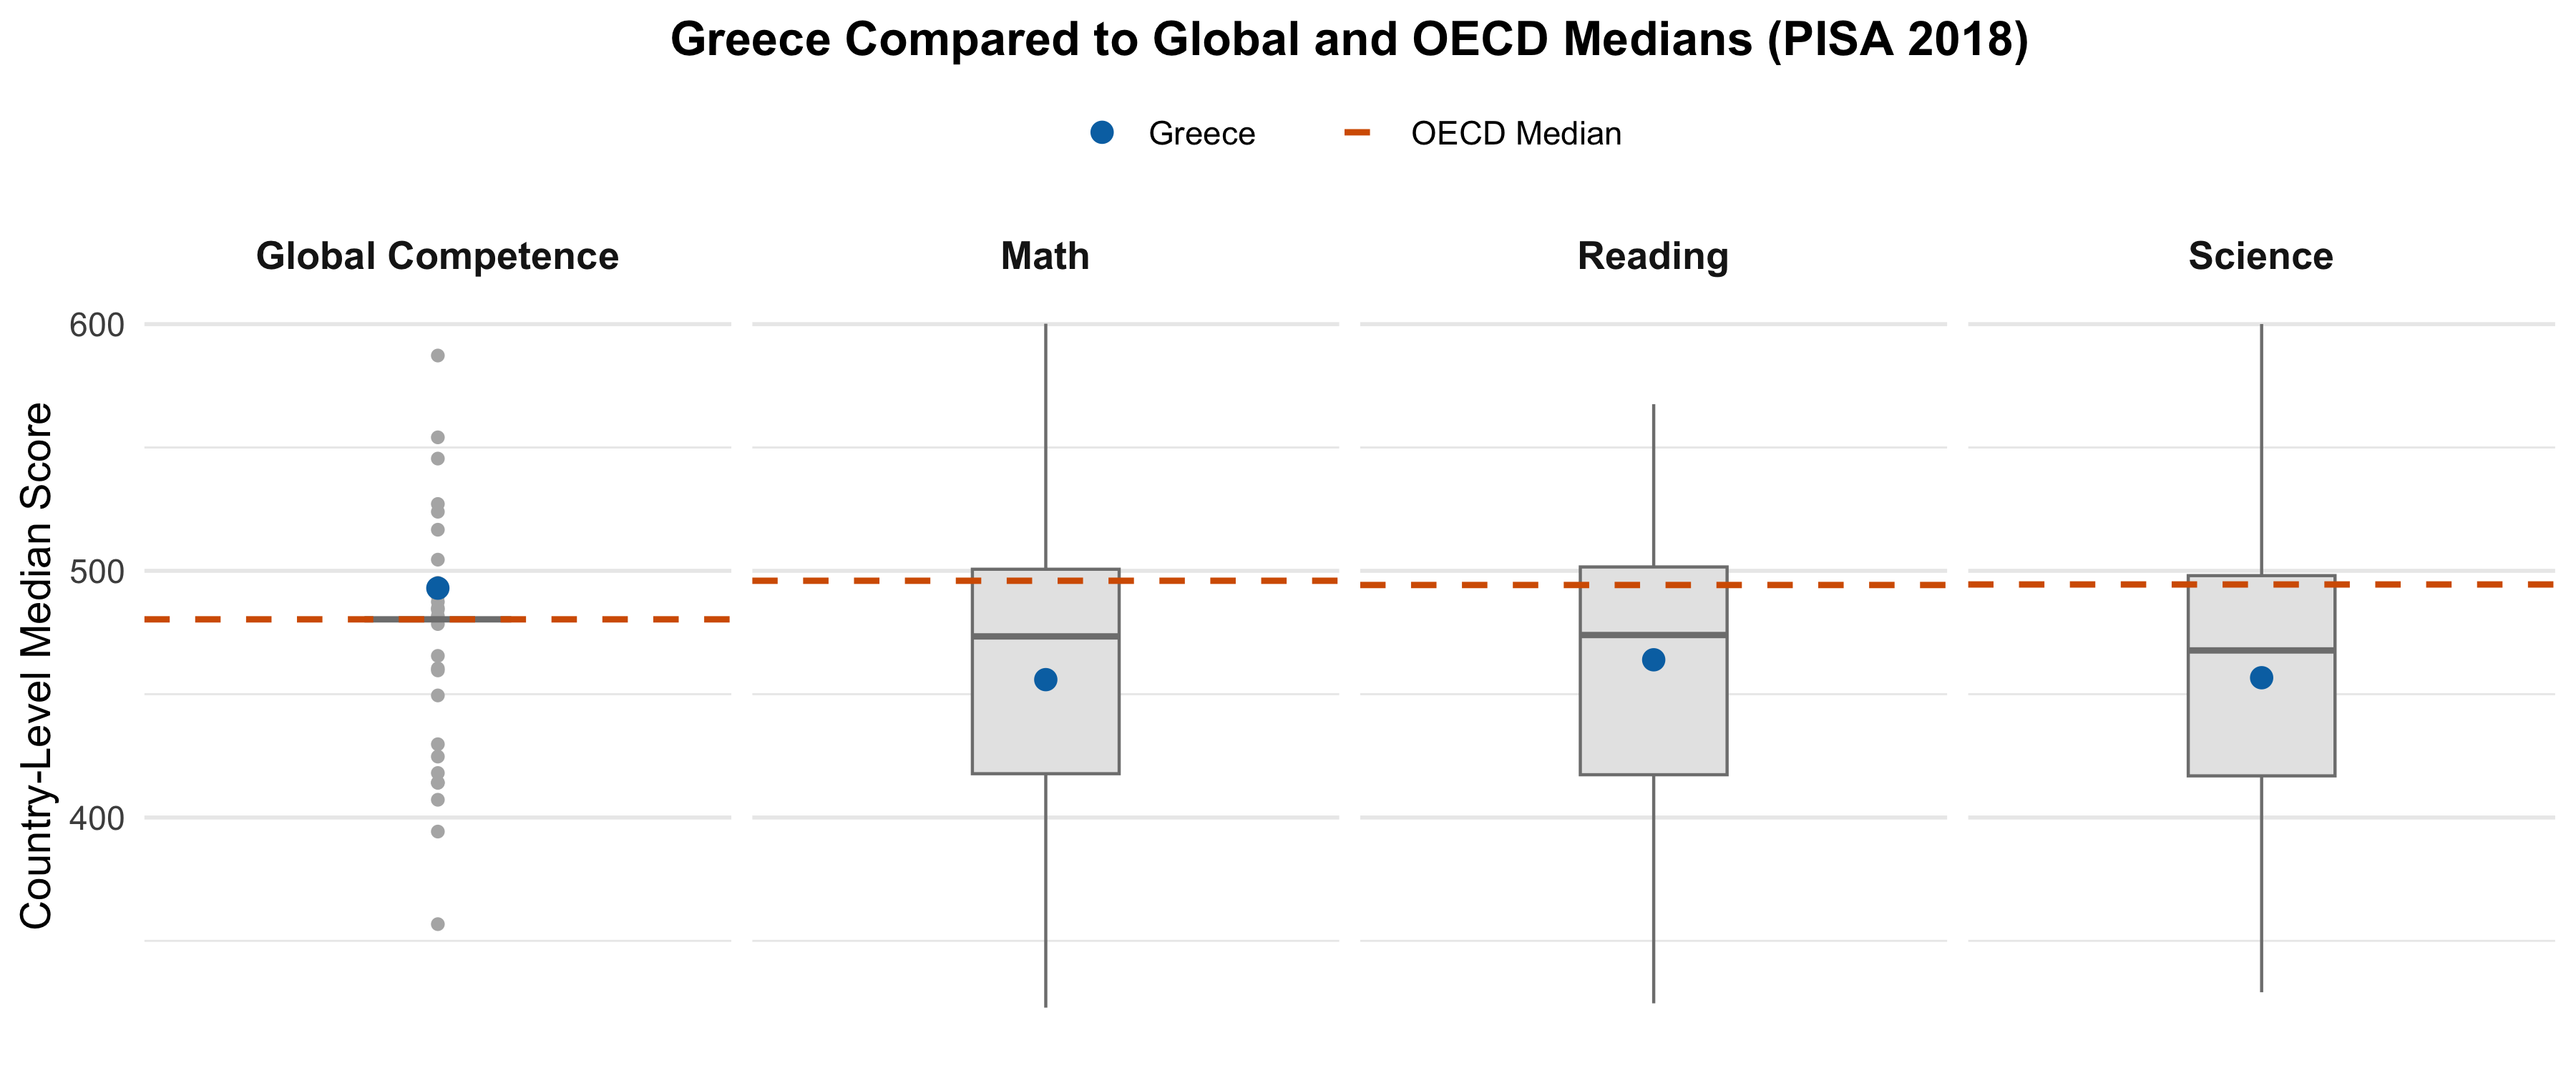 Greece Compared to Global and OECD Medians (PISA 2018)
Greece
OECD Median
Global Competence
Math
Reading
Science
Country-Level Median Score
600
500
400